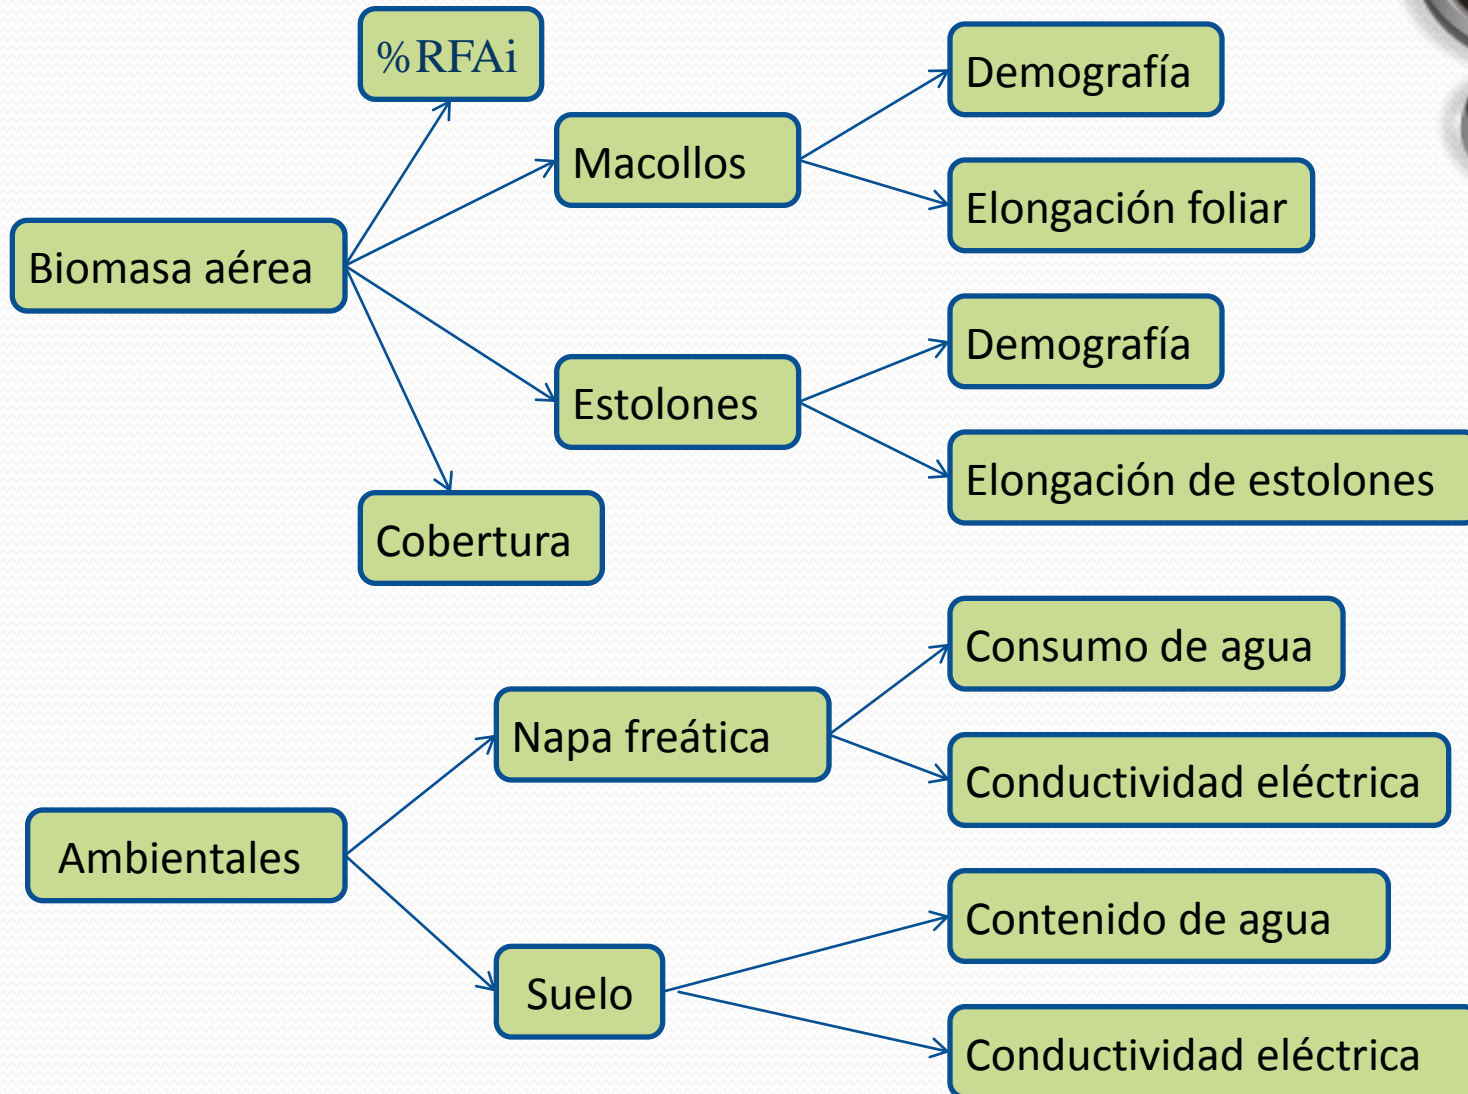 %RFAi
Demografía
Macollos
Elongación foliar
Biomasa aérea
Demografía
Estolones
Elongación de estolones
Cobertura
Consumo de agua
Napa freática
Conductividad eléctrica
Ambientales
Contenido de agua
Suelo
Conductividad eléctrica